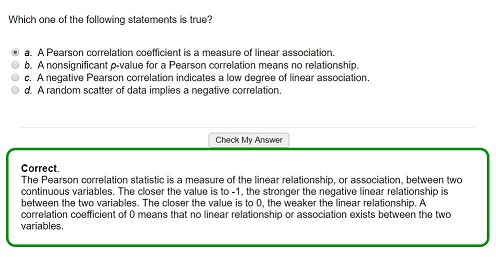 Which one of the following statements is true?
a. A Pearson correlation coefficient is a measure of linear association.
b. A nonsignificant p-value for a Pearson correlation means no relationship.
c. A negative Pearson correlation indicates a low degree of linear association.
d. A random scatter of data implies a negative correlation.
Check My Answer
Correct.
The Pearson correlation statistic is a measure of the linear relationship, or association, between two
continuous variables. The closer the value is to -1, the stronger the negative linear relationship is
between the two variables. The closer the value is to 0, the weaker the linear relationship. A
correlation coefficient of 0 means that no linear relationship or association exists between the two
variables.